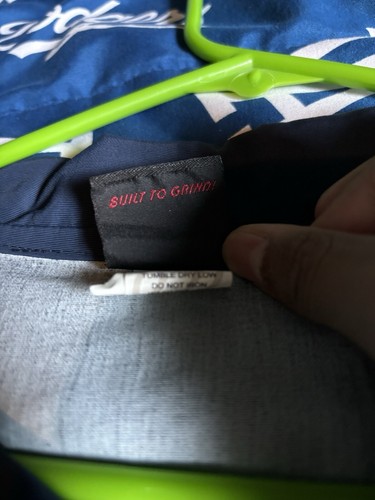 BUILT TO GRIND!
TUMBLE DRY LOW
DO NOT IRON